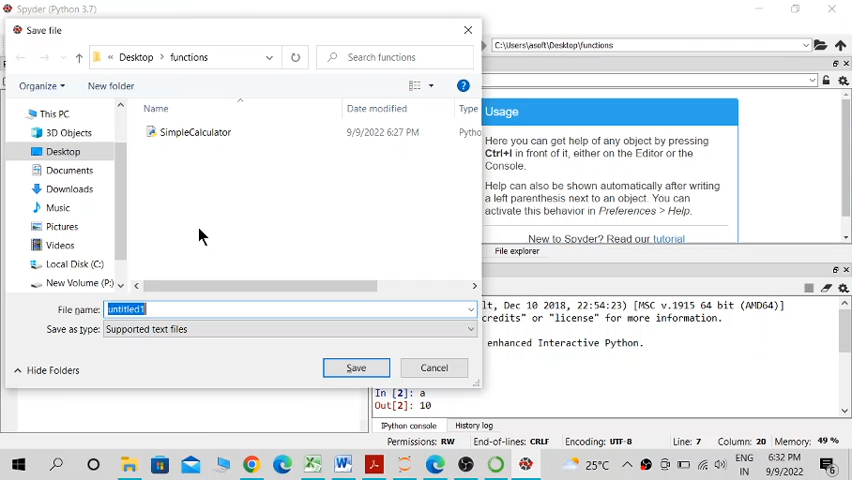 Spyder (Python 3.7)
Save file
« Desktop > functions
Search functions
C:\Users\asoft\Desktop\functions
Organize
New folder
This PC
3D Objects
Desktop
Documents
Downloads
Music
Pictures
Videos
Local Disk (C:)
New Volume (P:)
Name
Date modified
Type
SimpleCalculator
9/9/2022 6:27 PM
Pytho
File name:
untitled1
Save as type:
Supported text files
Hide Folders
Save
Cancel
Usage
Here you can get help of any object by pressing
Ctrl+I in front of it, either on the Editor or the
Console.
Help can also be shown automatically after writing
a left parenthesis next to an object. You can
activate this behavior in Preferences > Help.
New to Spyder? Read our tutorial
File explorer
lt, Dec 10 2018, 22:54:23) [MSC v.1915 64 bit (AMD64)]
credits" or "license" for more information.
enhanced Interactive Python.
In [2]: a
Out[2]: 10
IPython console
History log
Permissions: RW
End-of-lines: CRLF
Encoding: UTF-8
Line: 7
Column: 20
Memory: 49 %
25°C
ENG
IN
6:32 PM
9/9/2022